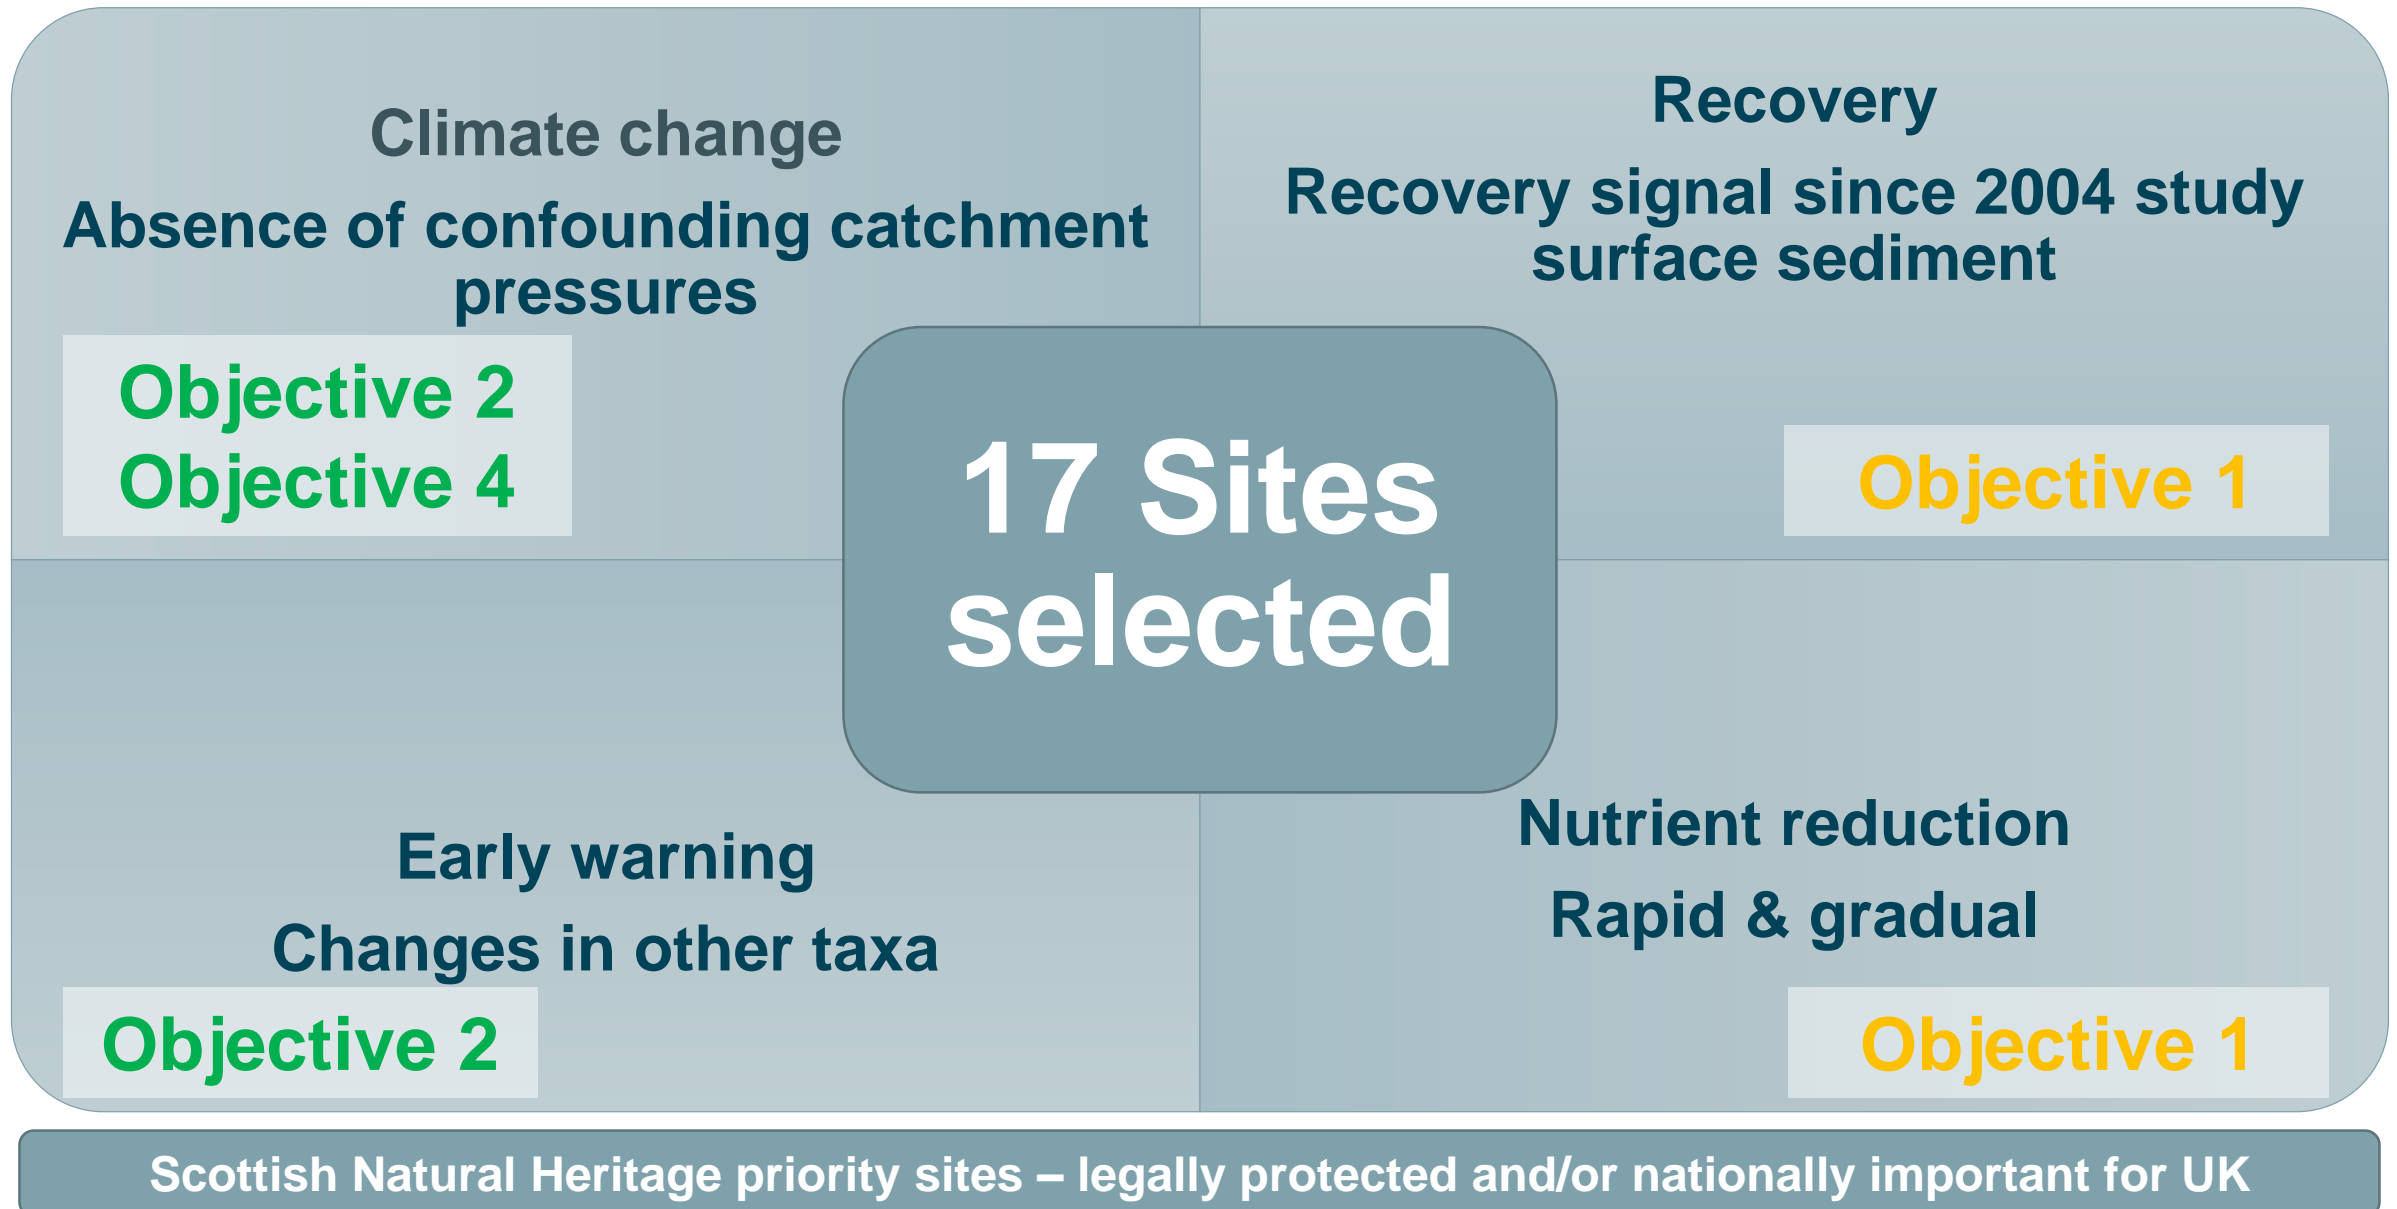 Climate change
Absence of confounding catchment
pressures
Objective 2
Objective 4
Recovery
Recovery signal since 2004 study
surface sediment
Objective 1
17 Sites
selected
Early warning
Changes in other taxa
Objective 2
Nutrient reduction
Rapid & gradual
Objective 1
Scottish Natural Heritage priority sites – legally protected and/or nationally important for UK